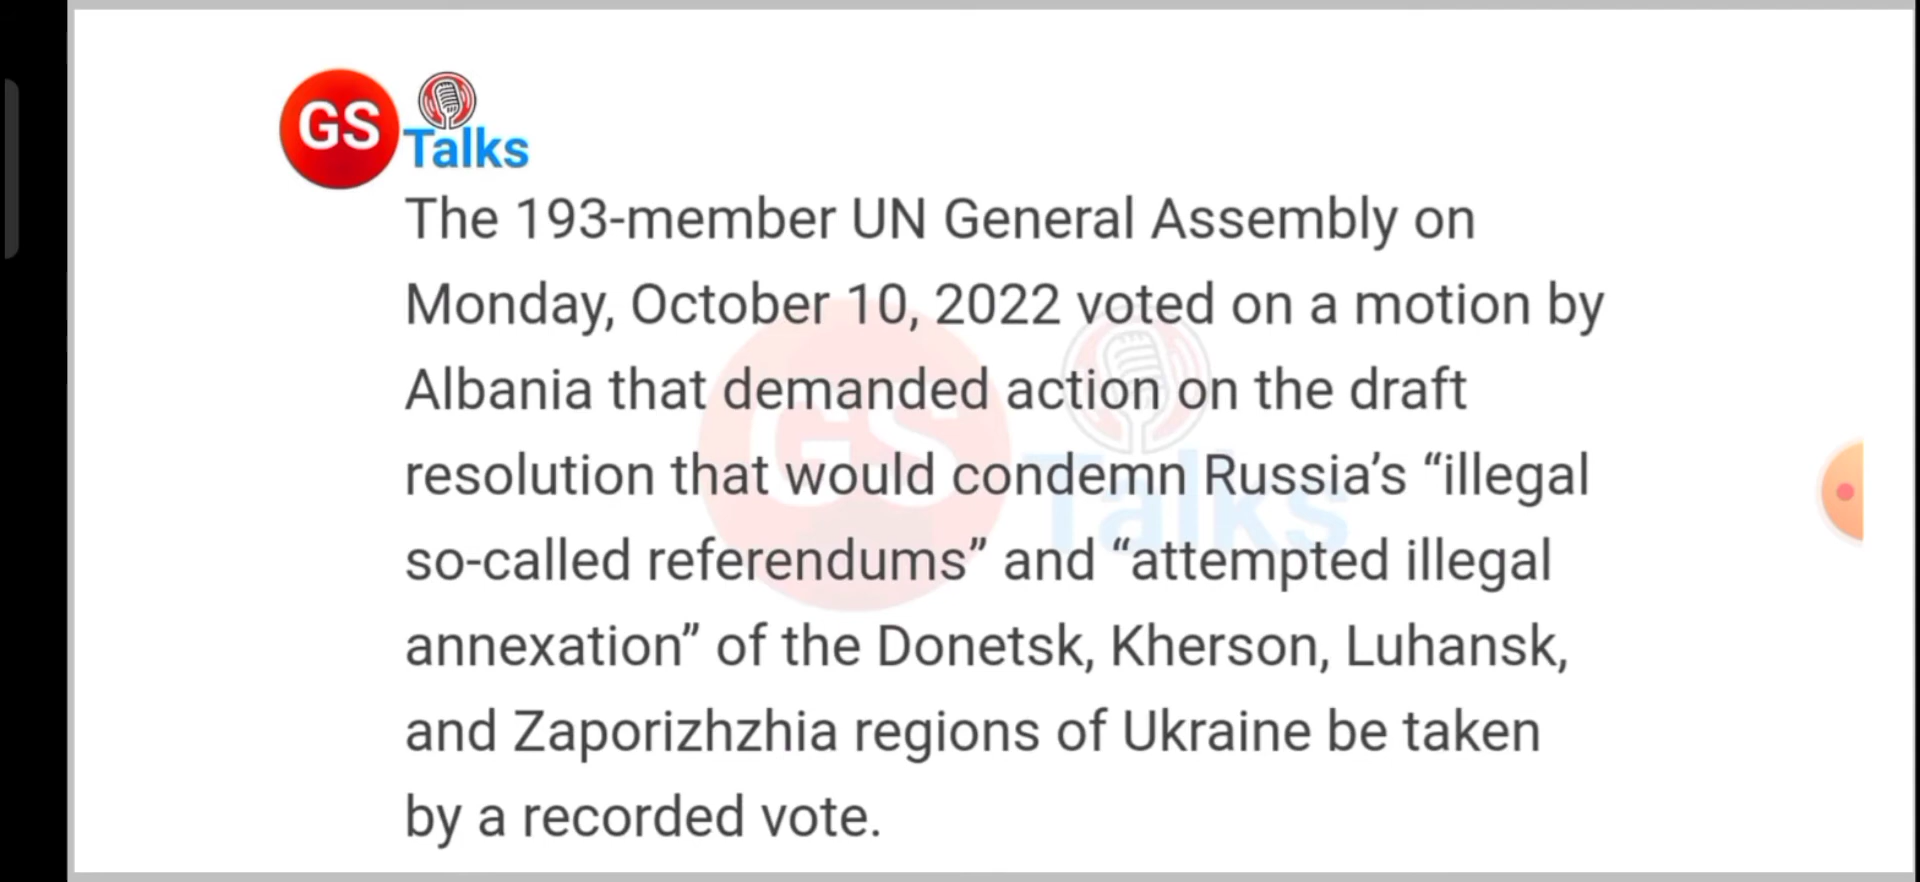 GS Talks
The 193-member UN General Assembly on
Monday, October 10, 2022 voted on a motion by
Albania that demanded action on the draft
resolution that would condemn Russia’s “illegal
so-called referendums” and “attempted illegal
annexation” of the Donetsk, Kherson, Luhansk,
and Zaporizhzhia regions of Ukraine be taken
by a recorded vote.
GS Talks